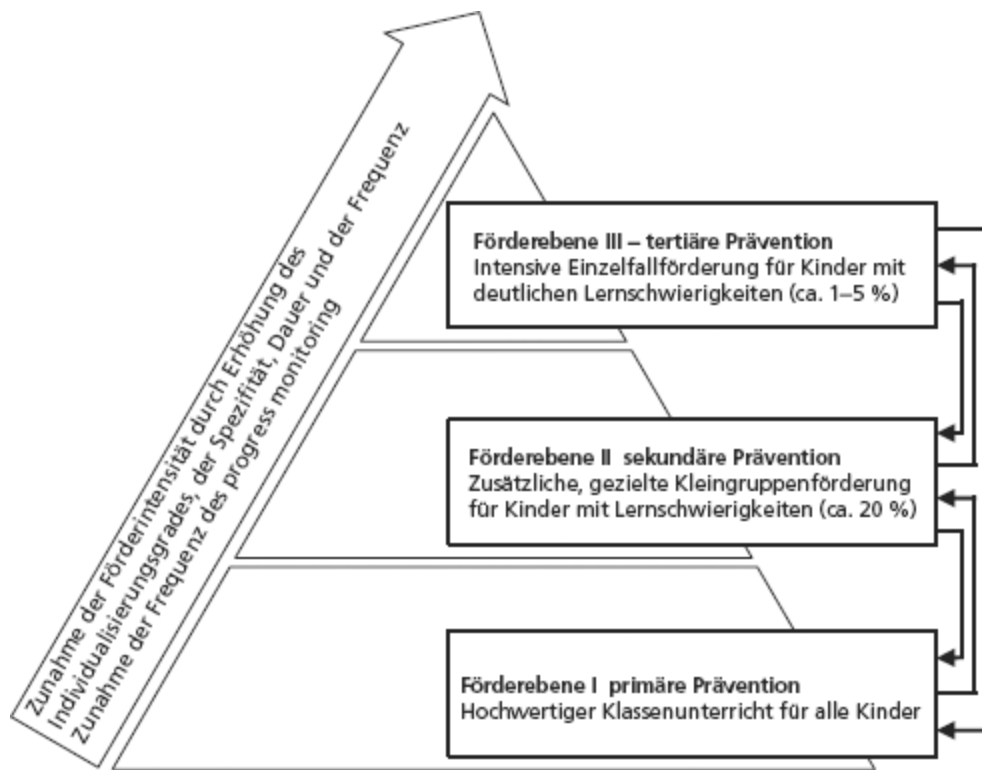 Zunahme der Förderintensität durch Erhöhung des
Individualisierungsgrades, der Spezifität, Dauer und der Frequenz
Zunahme der Frequenz des progress monitoring
Förderebene III – tertiäre Prävention
Intensive Einzelfallförderung für Kinder mit
deutlichen Lernschwierigkeiten (ca. 1–5 %)
Förderebene II sekundäre Prävention
Zusätzliche, gezielte Kleingruppenförderung
für Kinder mit Lernschwierigkeiten (ca. 20 %)
Förderebene I primäre Prävention
Hochwertiger Klassenunterricht für alle Kinder